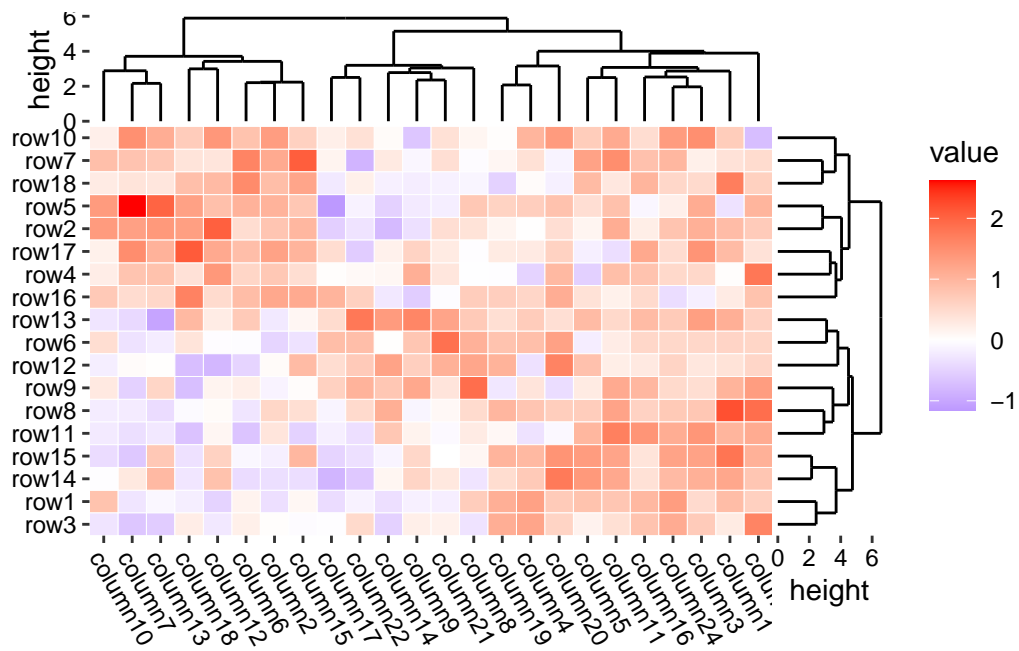 6
4
2
0
height
row10
row7
row18
row5
row2
row17
row4
row16
row13
row6
row12
row9
row8
row11
row15
row14
row1
row3
column10
column7
column13
column18
column12
column6
column2
column15
column17
column22
column14
column9
column21
column8
column19
column4
column20
column5
column11
column16
column24
column3
column1
0 2 4 6
height
value
2
1
0
−1